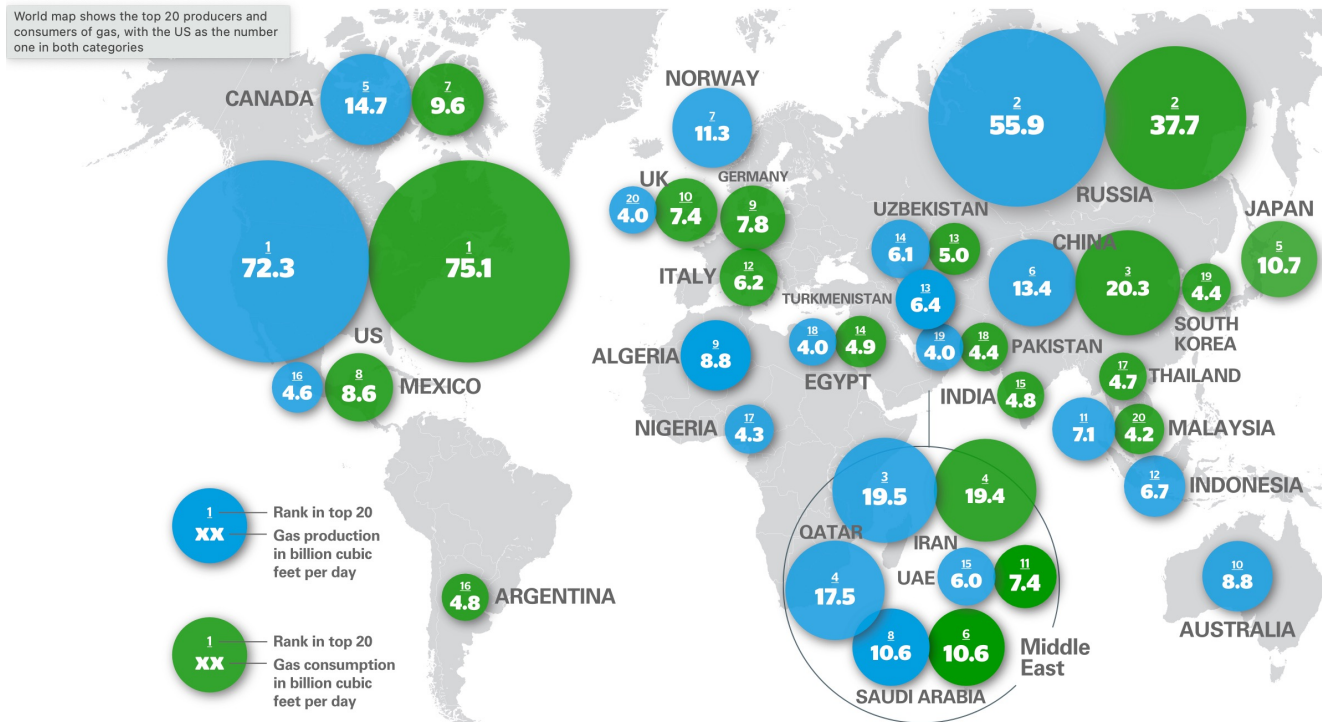 World map shows the top 20 producers and
consumers of gas, with the US as the number
one in both categories
CANADA
5
14.7
7
9.6
1
72.3
1
75.1
US
16
4.6
8
8.6
MEXICO
16
4.8
ARGENTINA
NORWAY
7
11.3
UK
20
4.0
10
7.4
GERMANY
9
7.8
ITALY
12
6.2
2
55.9
2
37.7
RUSSIA
UZBEKISTAN
14
6.1
13
5.0
TURKMENISTAN
13
6.4
CHINA
6
13.4
3
20.3
JAPAN
5
10.7
19
4.4
SOUTH
KOREA
ALGERIA
9
8.8
EGYPT
18
4.0
14
4.9
19
4.0
18
4.4
PAKISTAN
INDIA
15
4.8
17
4.7
THAILAND
NIGERIA
17
4.3
11
7.1
20
4.2
MALAYSIA
12
6.7
INDONESIA
3
19.5
4
19.4
IRAN
QATAR
4
17.5
UAE
15
6.0
11
7.4
8
10.6
6
10.6
SAUDI ARABIA
Middle
East
10
8.8
AUSTRALIA
1
xx
Rank in top 20
Gas production
in billion cubic
feet per day
1
xx
Rank in top 20
Gas consumption
in billion cubic
feet per day